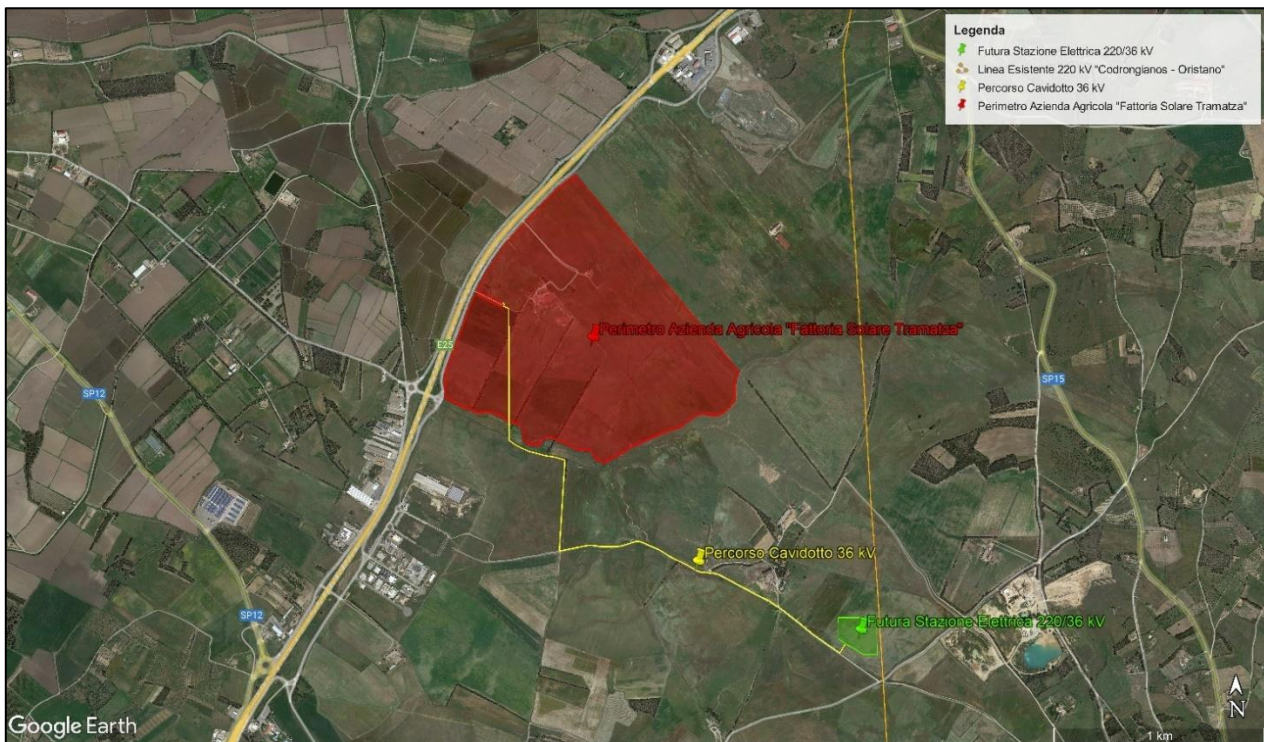 Legenda
Futura Stazione Elettrica 220/36 kV
Linea Esistente 220 kV "Codrongianos - Oristano"
Percorso Cavidotto 36 kV
Perimetro Azienda Agricola "Fattoria Solare Tramatza"
Perimetro Azienda Agricola "Fattoria Solare Tramatza"
E25
SP12
SP15
Percorso Cavidotto 36 kV
SP12
Futura Stazione Elettrica 220/36 kV
Google Earth
N
1 km